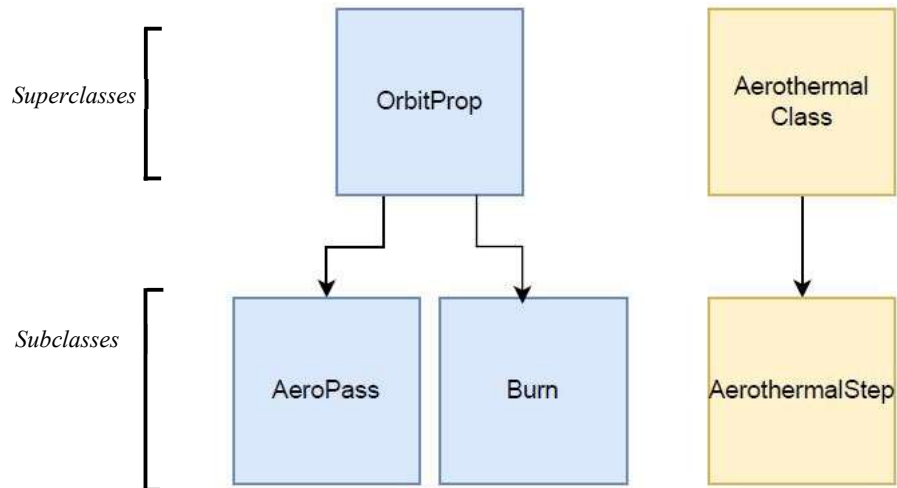 Superclasses
OrbitProp
Aerothermal
Class
Subclasses
AeroPass
Burn
AerothermalStep